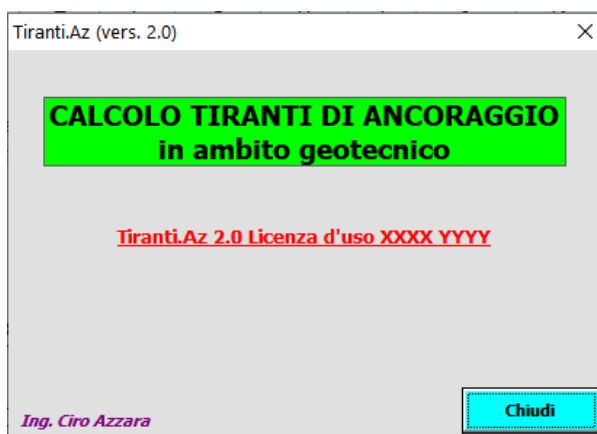 Tiranti.Az (vers. 2.0)
CALCOLO TIRANTI DI ANCORAGGIO
in ambito geotecnico
Tiranti.Az 2.0 Licenza d'uso XXXX YYYY
Ing. Ciro Azzara
Chiudi